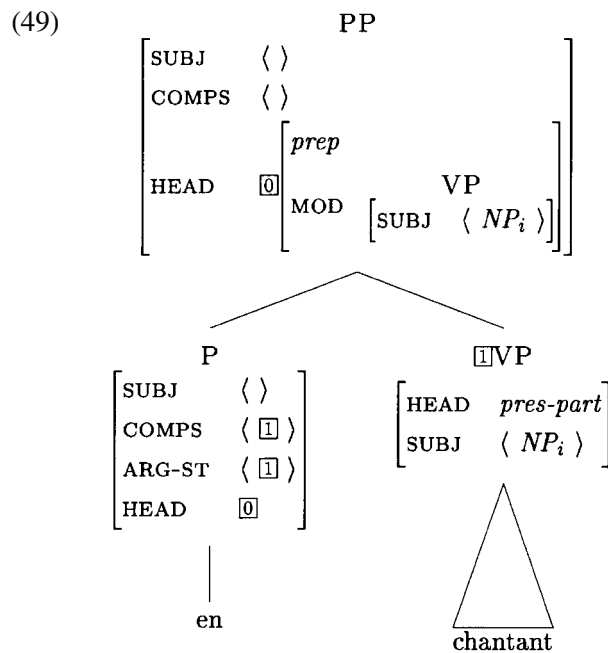 (49) PP
SUBJ ⟨ ⟩
COMPS ⟨ ⟩
prep
HEAD 0
VP
MOD [SUBJ ⟨ NPi ⟩]
P 1VP
SUBJ ⟨ ⟩
COMPS ⟨ 1 ⟩
ARG-ST ⟨ 1 ⟩
HEAD 0
HEAD pres-part
SUBJ ⟨ NPi ⟩
en
chantant